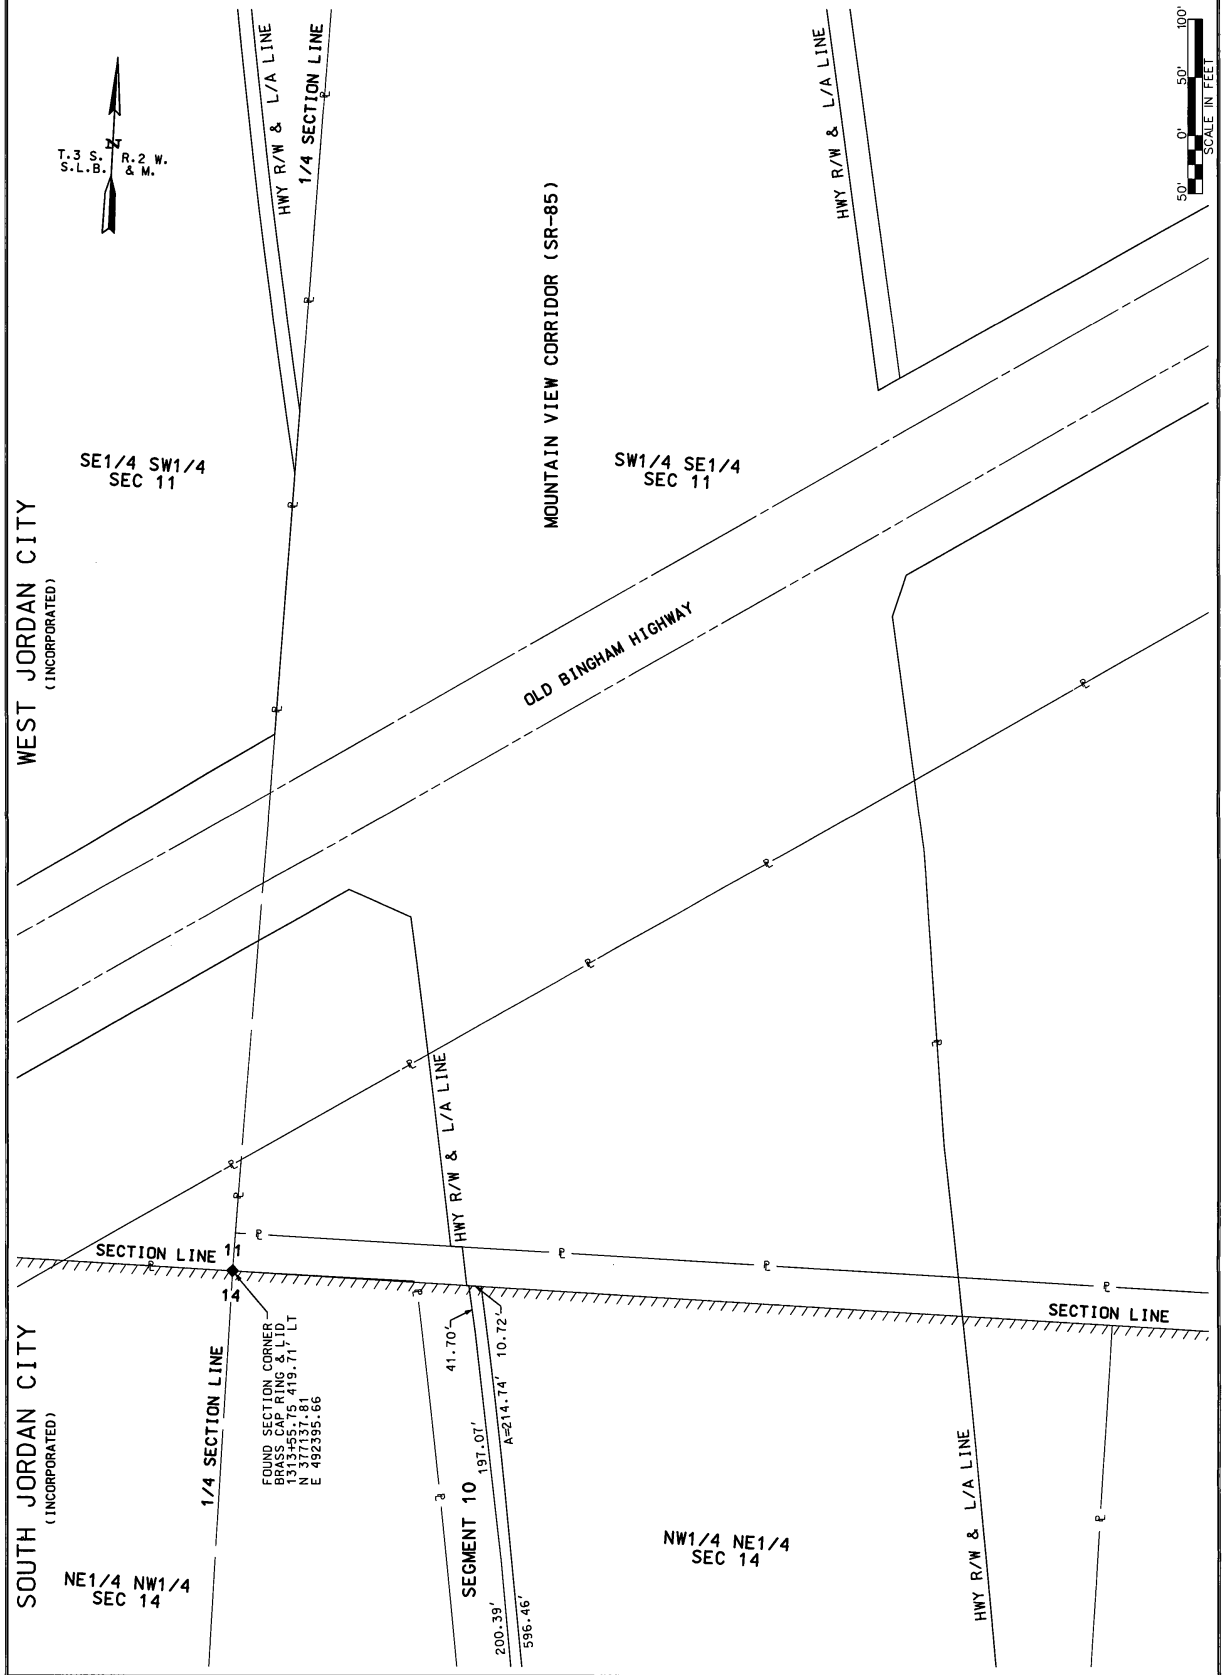 T.3 S. R.2 W.
S.L.B. & M.
N
HWY R/W & L/A LINE
1/4 SECTION LINE
HWY R/W & L/A LINE
50' 0' 50' 100'
SCALE IN FEET
WEST JORDAN CITY
(INCORPORATED)
SE1/4 SW1/4
SEC 11
MOUNTAIN VIEW CORRIDOR (SR-85)
SW1/4 SE1/4
SEC 11
OLD BINGHAM HIGHWAY
HWY R/W & L/A LINE
SECTION LINE
11
14
SECTION LINE
SOUTH JORDAN CITY
(INCORPORATED)
1/4 SECTION LINE
FOUND SECTION CORNER
BRASS CAP RING & LID
1313+55.75 419.71' LT
N 377137.81
E 492395.66
41.70'
10.72'
197.07'
A=214.74'
SEGMENT 10
200.39'
596.46'
NE1/4 NW1/4
SEC 14
NW1/4 NE1/4
SEC 14
HWY R/W & L/A LINE